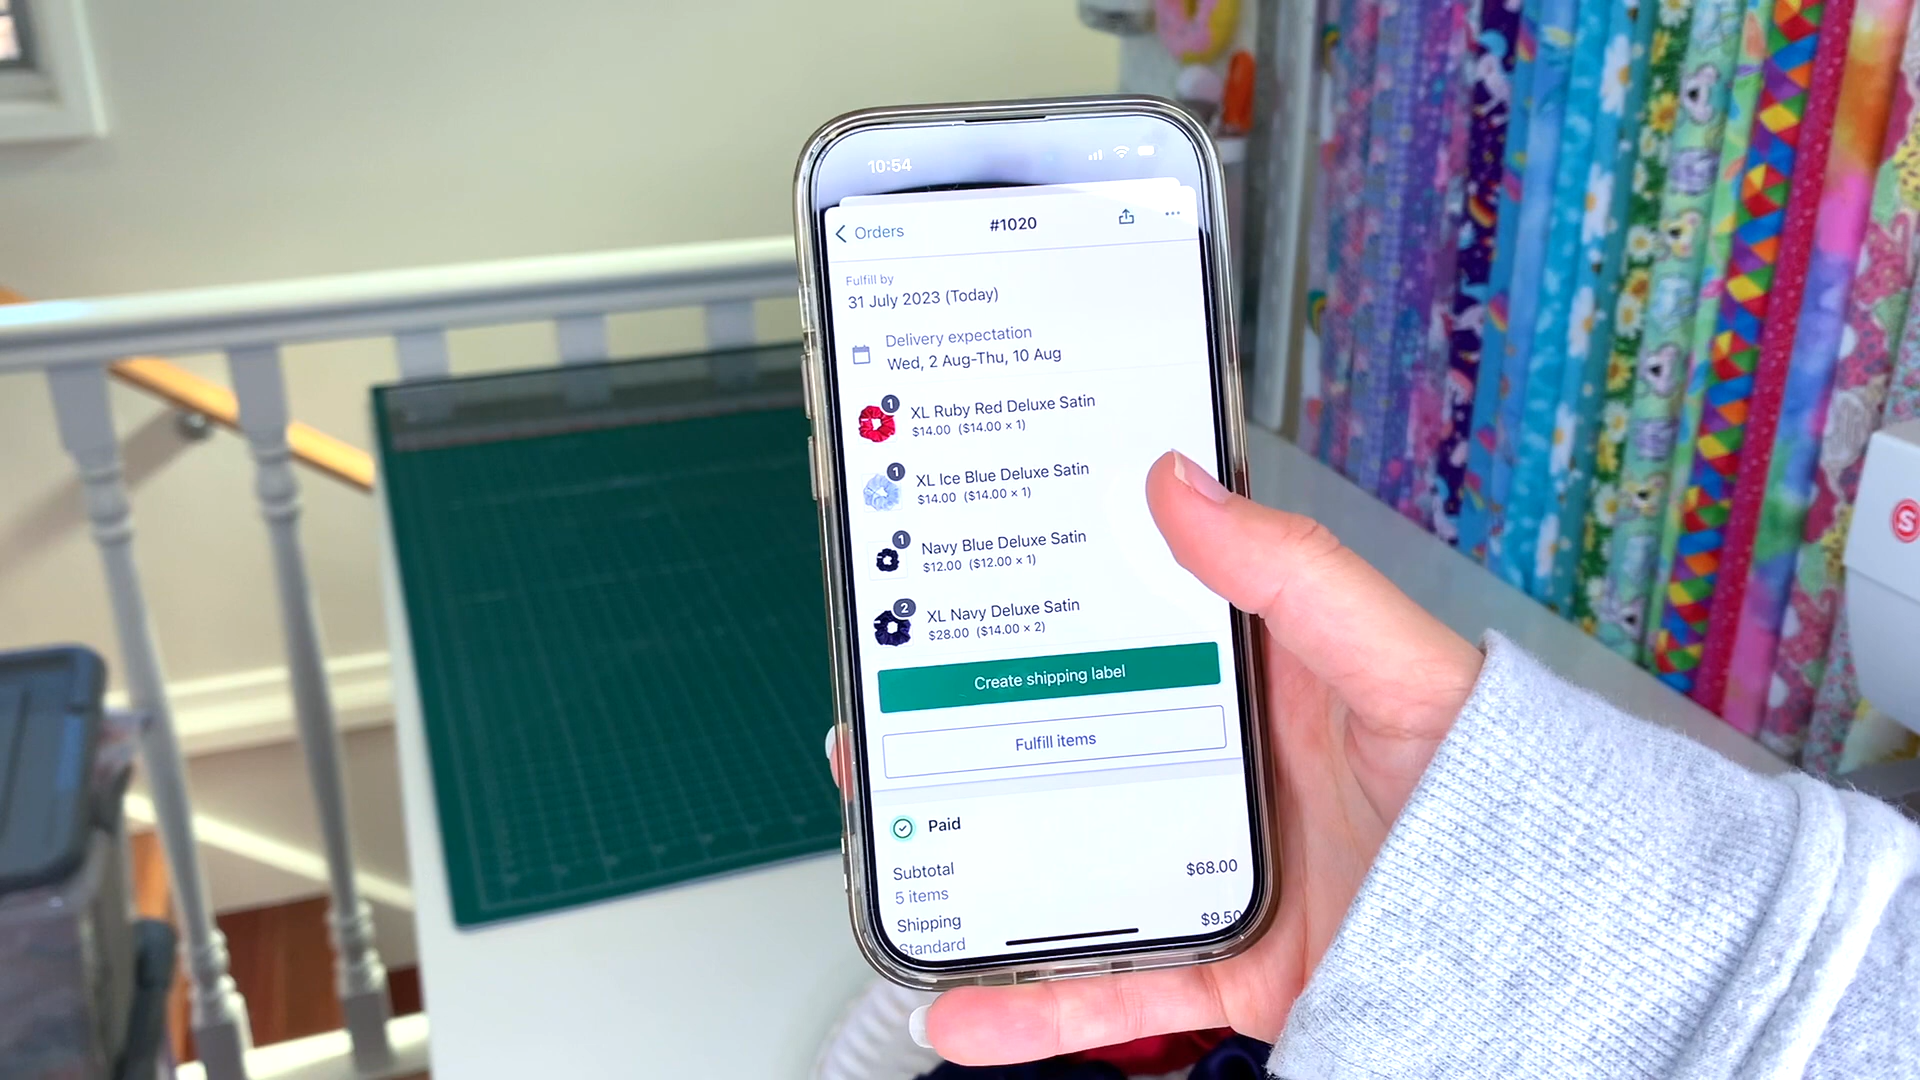 10:54
Orders
#1020
Fulfill by
31 July 2023 (Today)
Delivery expectation
Wed, 2 Aug-Thu, 10 Aug
1
XL Ruby Red Deluxe Satin
$14.00 ($14.00 × 1)
1
XL Ice Blue Deluxe Satin
$14.00 ($14.00 × 1)
1
Navy Blue Deluxe Satin
$12.00 ($12.00 × 1)
2
XL Navy Deluxe Satin
$28.00 ($14.00 × 2)
Create shipping label
Fulfill items
Paid
Subtotal
$68.00
5 items
Shipping
$9.50
Standard
S